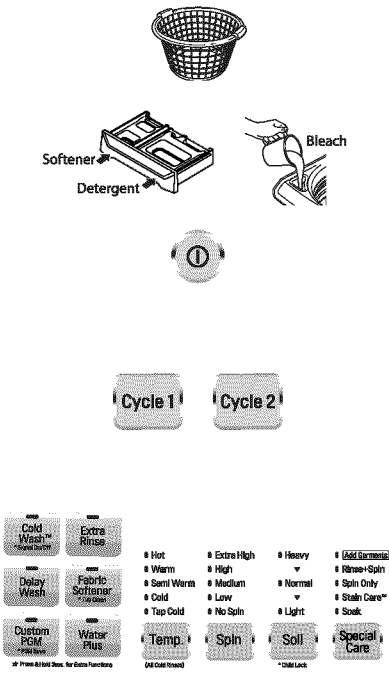 Softener
Detergent
Bleach
Cycle 1
Cycle 2
Cold
Wash™
* Signal On/Off
Extra
Rinse
Delay
Wash
Fabric
Softener
* Tub Clean
Custom
PGM
Water
Plus
Press & Hold 3sec. for Extra Functions
Hot
Warm
Semi Warm
Cold
Tap Cold
Temp.
(All Cold Rinses)
Extra High
High
Medium
Low
No Spin
Spin
Heavy
Normal
Light
Soil
* Child Lock
Add Garments
Rinse+Spin
Spin Only
Stain Care™
Soak
Special
Care